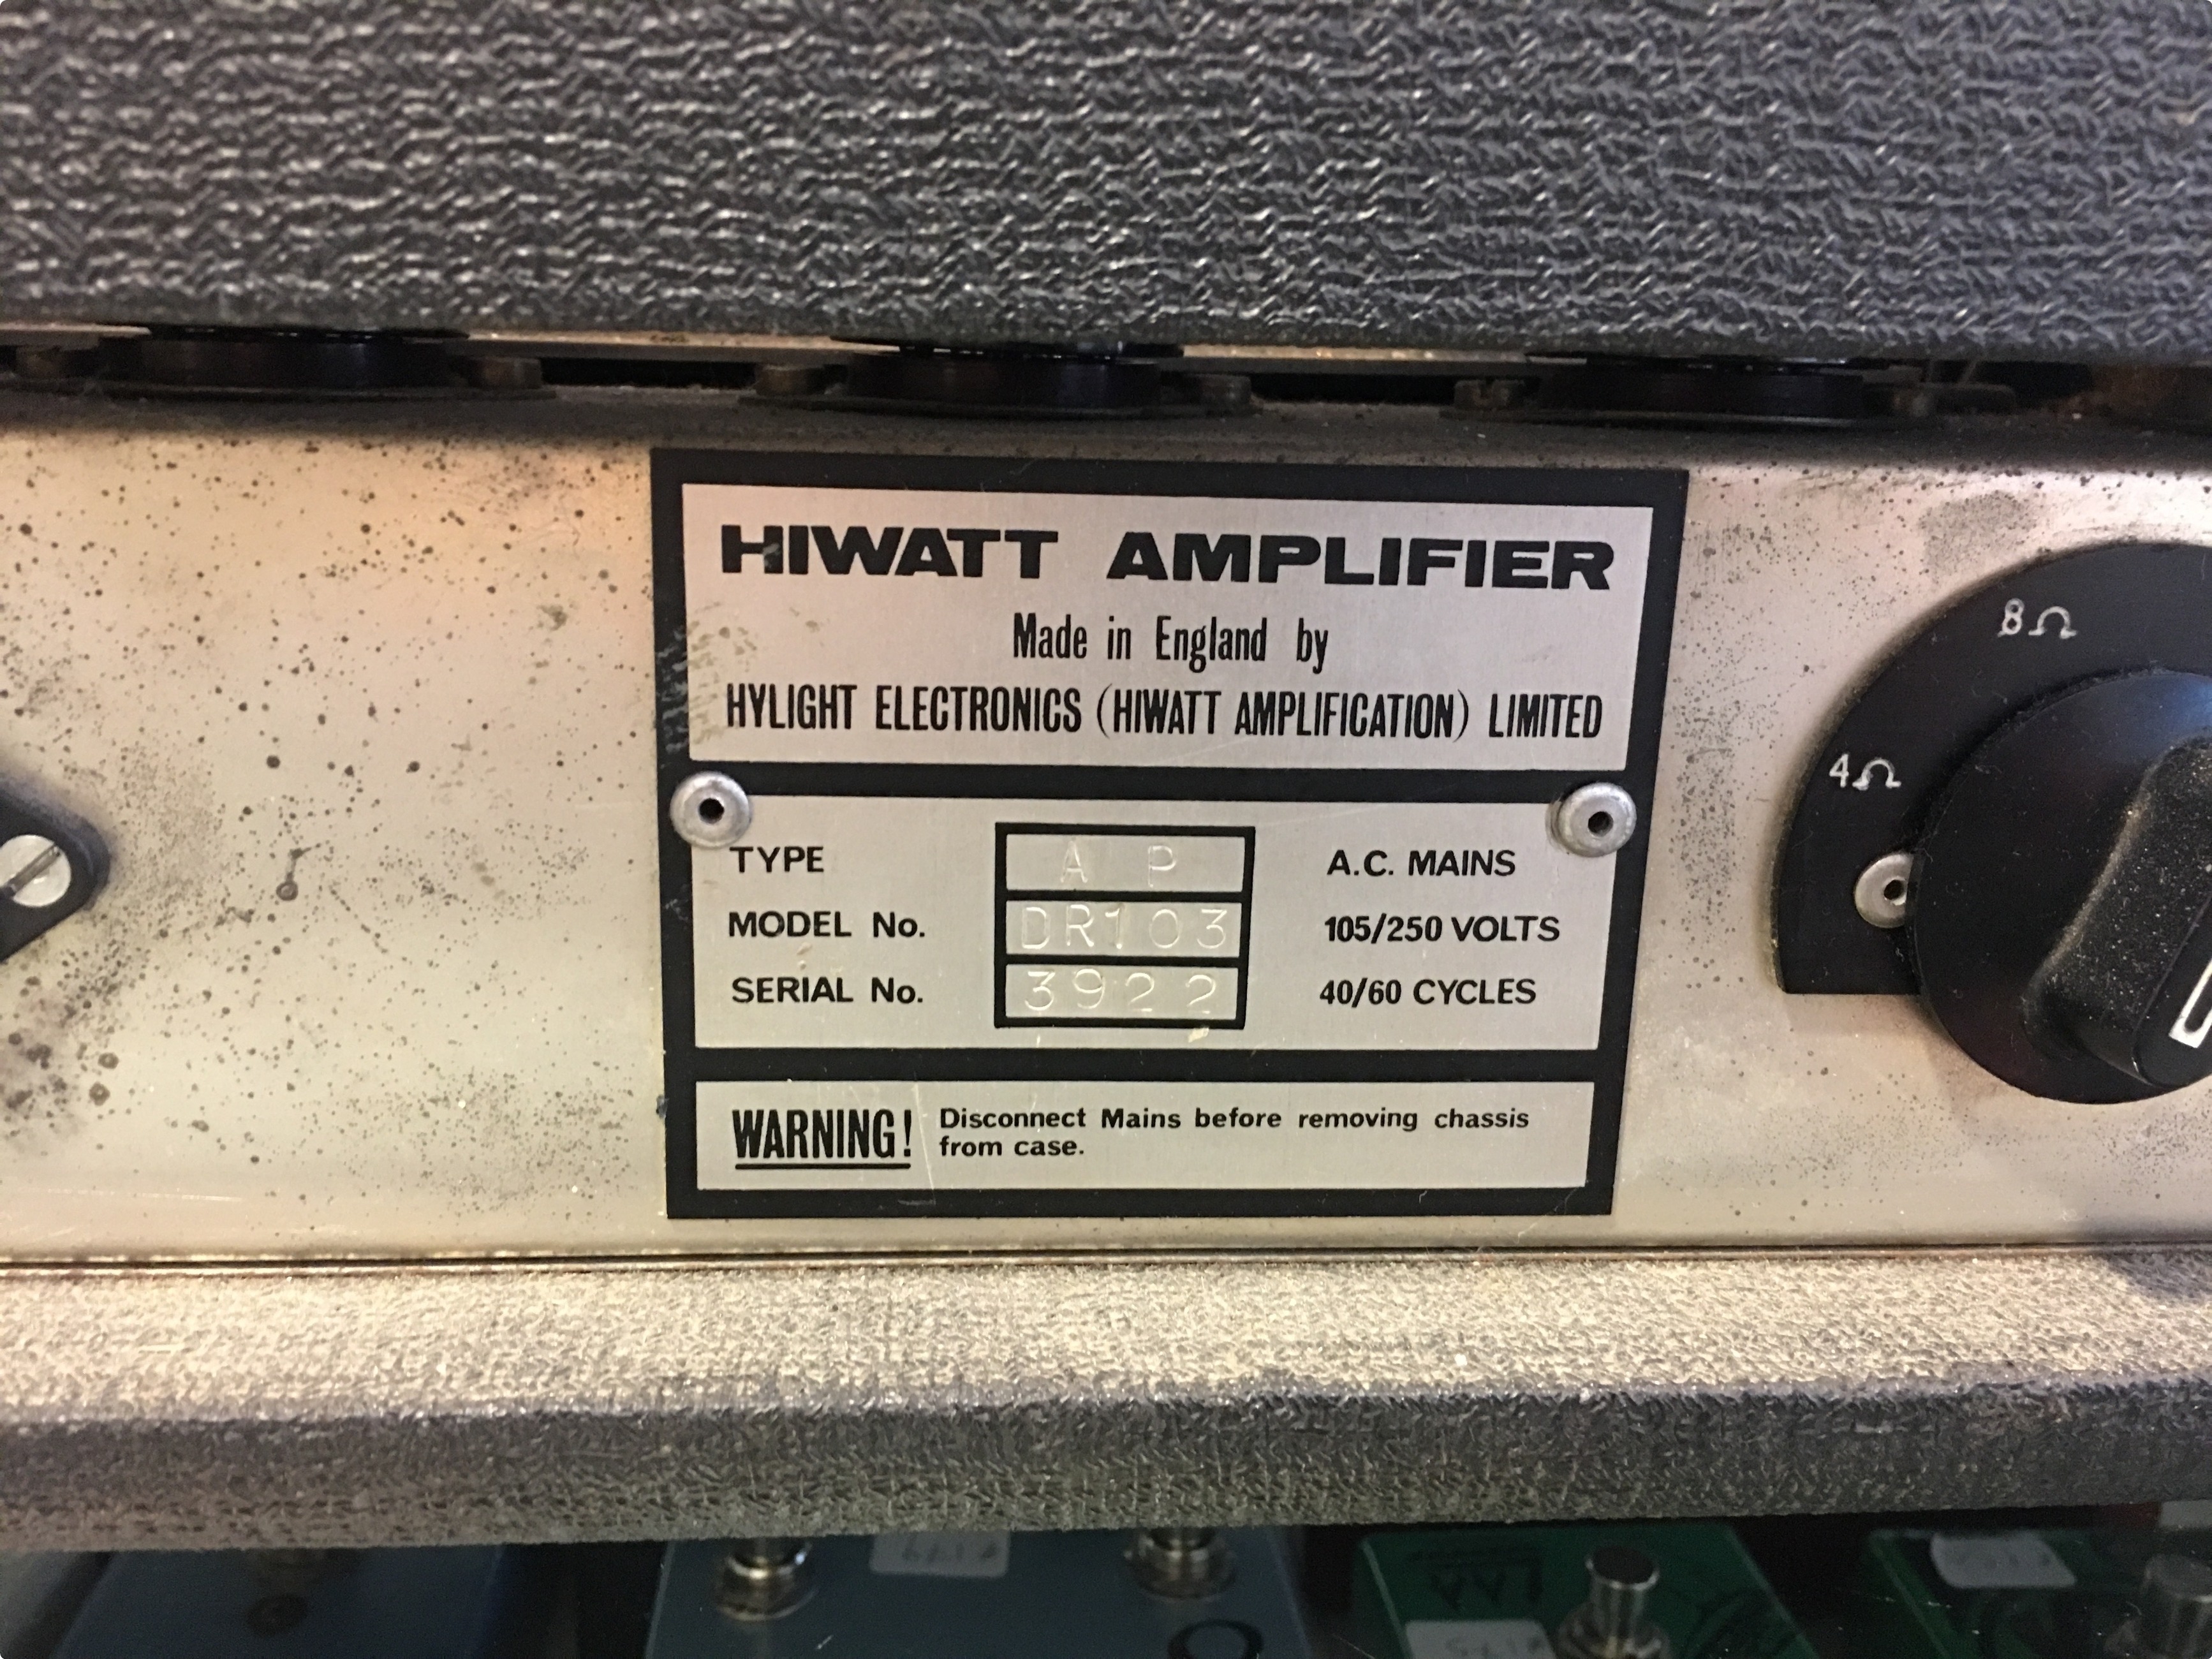 HIWATT AMPLIFIER
Made in England by
HYLIGHT ELECTRONICS (HIWATT AMPLIFICATION) LIMITED
TYPE A P A.C. MAINS
MODEL No. DR103 105/250 VOLTS
SERIAL No. 3922 40/60 CYCLES
WARNING! Disconnect Mains before removing chassis
from case.
8Ω
4Ω